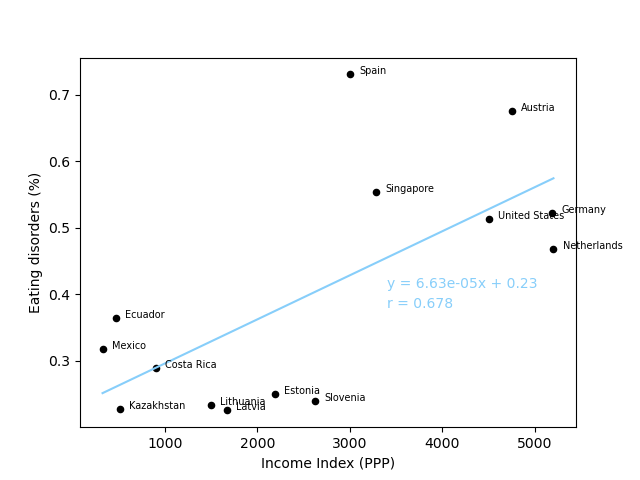 Spain
0.7
Austria
0.6
Singapore
0.5
Germany
United States
Netherlands
y = 6.63e-05x + 0.23
r = 0.678
0.4
Ecuador
Mexico
0.3
Costa Rica
Estonia
Slovenia
Lithuania
Latvia
Kazakhstan
Eating disorders (%)
1000 2000 3000 4000 5000
Income Index (PPP)